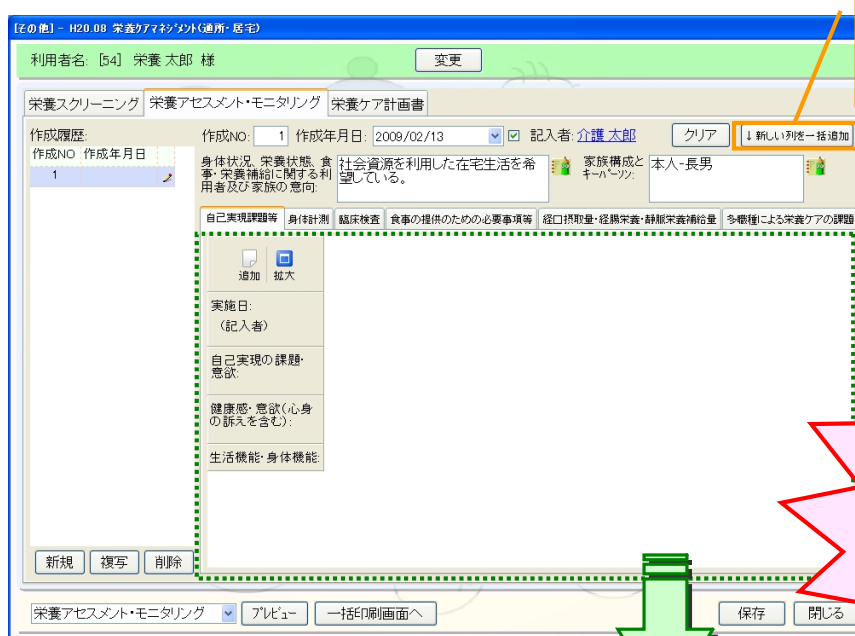 [その他] - H20.08 栄養ケアマネジメント(通所・居宅)
利用者名: [54] 栄養 太郎 様
変更
栄養スクリーニング 栄養アセスメント・モニタリング 栄養ケア計画書
作成履歴:
作成NO 作成年月日
1
作成NO: 1 作成年月日: 2009/02/13 記入者: 介護 太郎 クリア ↓新しい列を一括追加
身体状況、栄養状態、食
事・栄養補給に関する利
用者及び家族の意向:
社会資源を利用した在宅生活を希
望している。
家族構成と
キーパーソン:
本人-長男
自己実現課題等 身体計測 臨床検査 食事の提供のための必要事項等 経口摂取量・経腸栄養・静脈栄養補給量 多職種による栄養ケアの課題
追加 拡大
実施日:
(記入者)
自己実現の課題・
意欲:
健康感・意欲(心身
の訴えを含む):
生活機能・身体機能:
新規 複写 削除
栄養アセスメント・モニタリング プレビュー 一括印刷画面へ 保存 閉じる